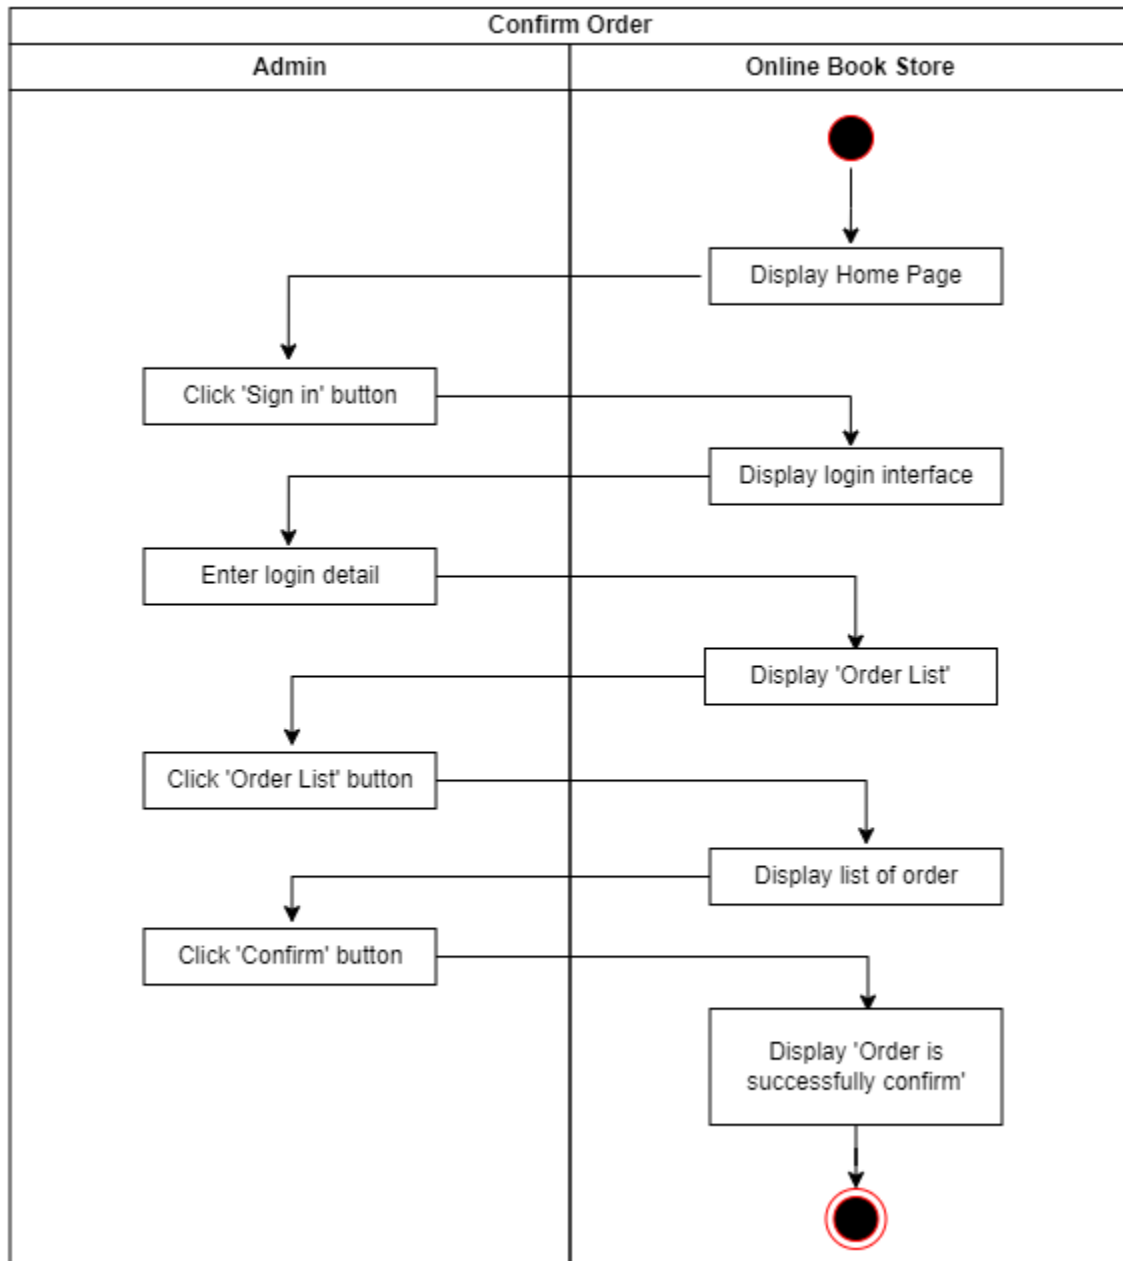 Confirm Order
Admin
Online Book Store
Display Home Page
Click 'Sign in' button
Display login interface
Enter login detail
Display 'Order List'
Click 'Order List' button
Display list of order
Click 'Confirm' button
Display 'Order is
successfully confirm'